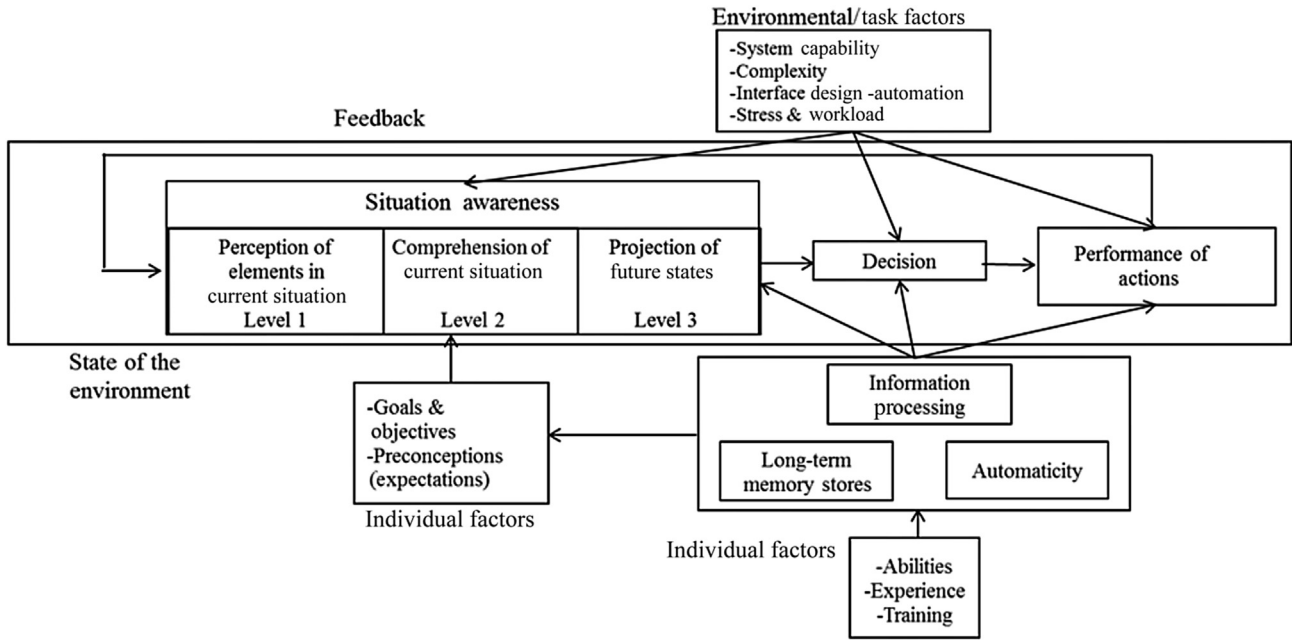 Environmental/task factors
-System capability
-Complexity
-Interface design -automation
-Stress & workload
Feedback
Situation awareness
Perception of
elements in
current situation
Level 1
Comprehension of
current situation
Level 2
Projection of
future states
Level 3
Decision
Performance of
actions
State of the
environment
-Goals &
objectives
-Preconceptions
(expectations)
Individual factors
Information
processing
Long-term
memory stores
Automaticity
Individual factors
-Abilities
-Experience
-Training